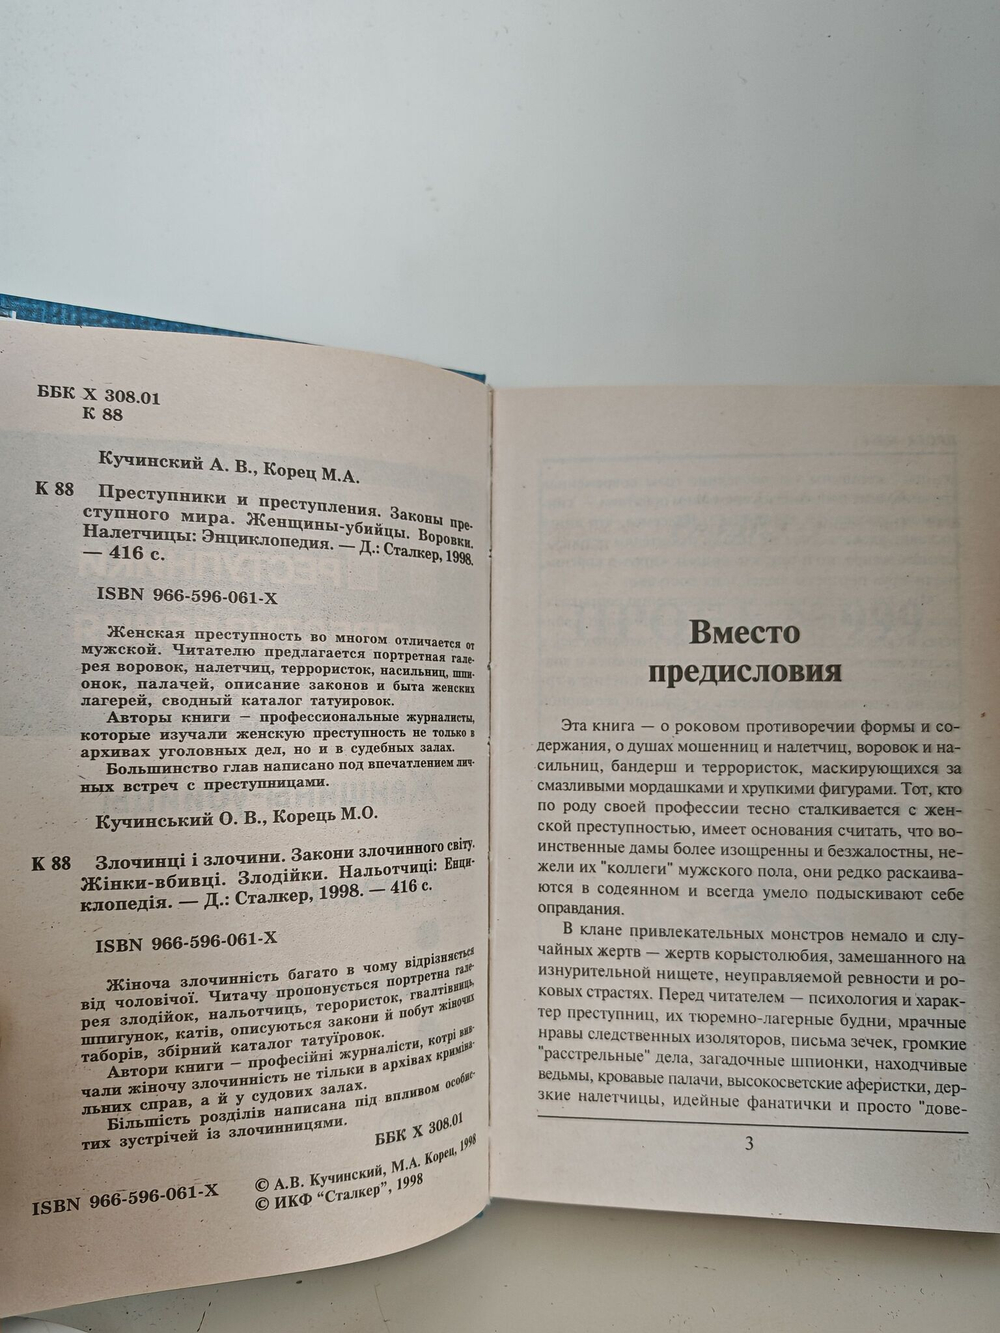 ББК Х 308.01
К 88
Кучинский А. В., Корец М.А.
К 88 Преступники и преступления. Законы пре-
ступного мира. Женщины-убийцы. Воровки.
Налетчицы: Энциклопедия. — Д.: Сталкер, 1998.
— 416 с.
ISBN 966-596-061-X
Женская преступность во многом отличается от
мужской. Читателю предлагается портретная гале-
рея воровок, налетчиц, террористок, насильниц, шпи-
онок, палачей, описание законов и быта женских
лагерей, сводный каталог татуировок.
Авторы книги — профессиональные журналисты,
которые изучали женскую преступность не только в
архивах уголовных дел, но и в судебных залах.
Большинство глав написано под впечатлением лич-
ных встреч с преступницами.
Кучинський О. В., Корець М.О.
К 88 Злочинці і злочини. Закони злочинного світу.
Жінки-вбивці. Злодійки. Нальотчиці: Енци-
клопедія. — Д.: Сталкер, 1998. — 416 с.
ISBN 966-596-061-X
Жіноча злочинність багато в чому відрізняється
від чоловічої. Читачу пропонується портретна гале-
рея злодійок, нальотчиць, терористок, гвалтівниць,
шпигунок, катів, описуються закони й побут жіночих
таборів, збірний каталог татуїровок.
Автори книги — професійні журналісти, котрі вив-
чали жіночу злочинність не тільки в архівах криміна-
льних справ, а й у судових залах.
Більшість розділів написана під впливом особис-
тих зустрічей із злочинницями.
ББК Х 308.01
ISBN 966-596-061-X
© А.В. Кучинский, М.А. Корец, 1998
© ИКФ “Сталкер”, 1998
Вместо
предисловия
Эта книга — о роковом противоречии формы и со-
держания, о душах мошенниц и налетчиц, воровок и на-
сильниц, бандерш и террористок, маскирующихся за
смазливыми мордашками и хрупкими фигурами. Тот, кто
по роду своей профессии тесно сталкивается с жен-
ской преступностью, имеет основания считать, что во-
инственные дамы более изощренны и безжалостны, не-
жели их "коллеги" мужского пола, они редко раскаива-
ются в содеянном и всегда умело подыскивают себе
оправдания.
В клане привлекательных монстров немало и слу-
чайных жертв — жертв корыстолюбия, замешанного на
изнурительной нищете, неуправляемой ревности и ро-
ковых страстях. Перед читателем — психология и харак-
тер преступниц, их тюремно-лагерные будни, мрачные
нравы следственных изоляторов, письма зечек, громкие
"расстрельные" дела, загадочные шпионки, находчивые
ведьмы, кровавые палачи, высокосветские аферистки, дер-
зкие налетчицы, идейные фанатички и просто "дове-
3